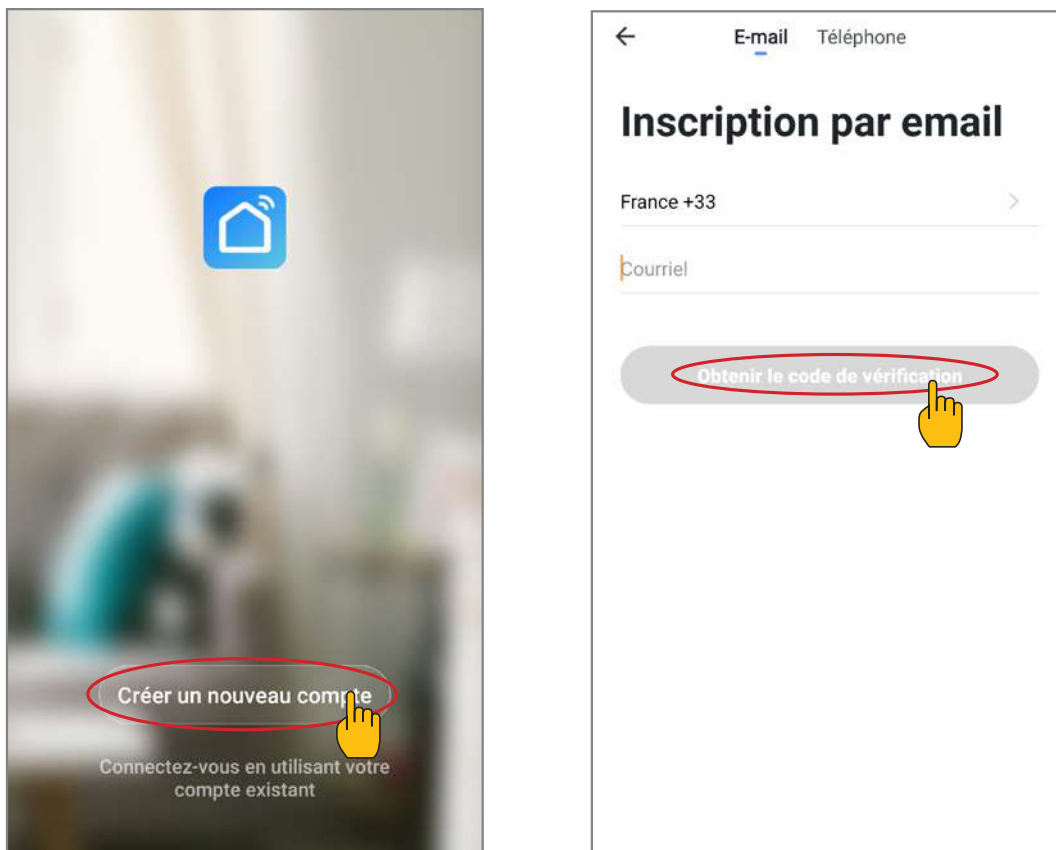 Créer un nouveau compte
Connectez-vous en utilisant votre
compte existant
E-mail Téléphone
Inscription par email
France +33
Courriel
Obtenir le code de vérification